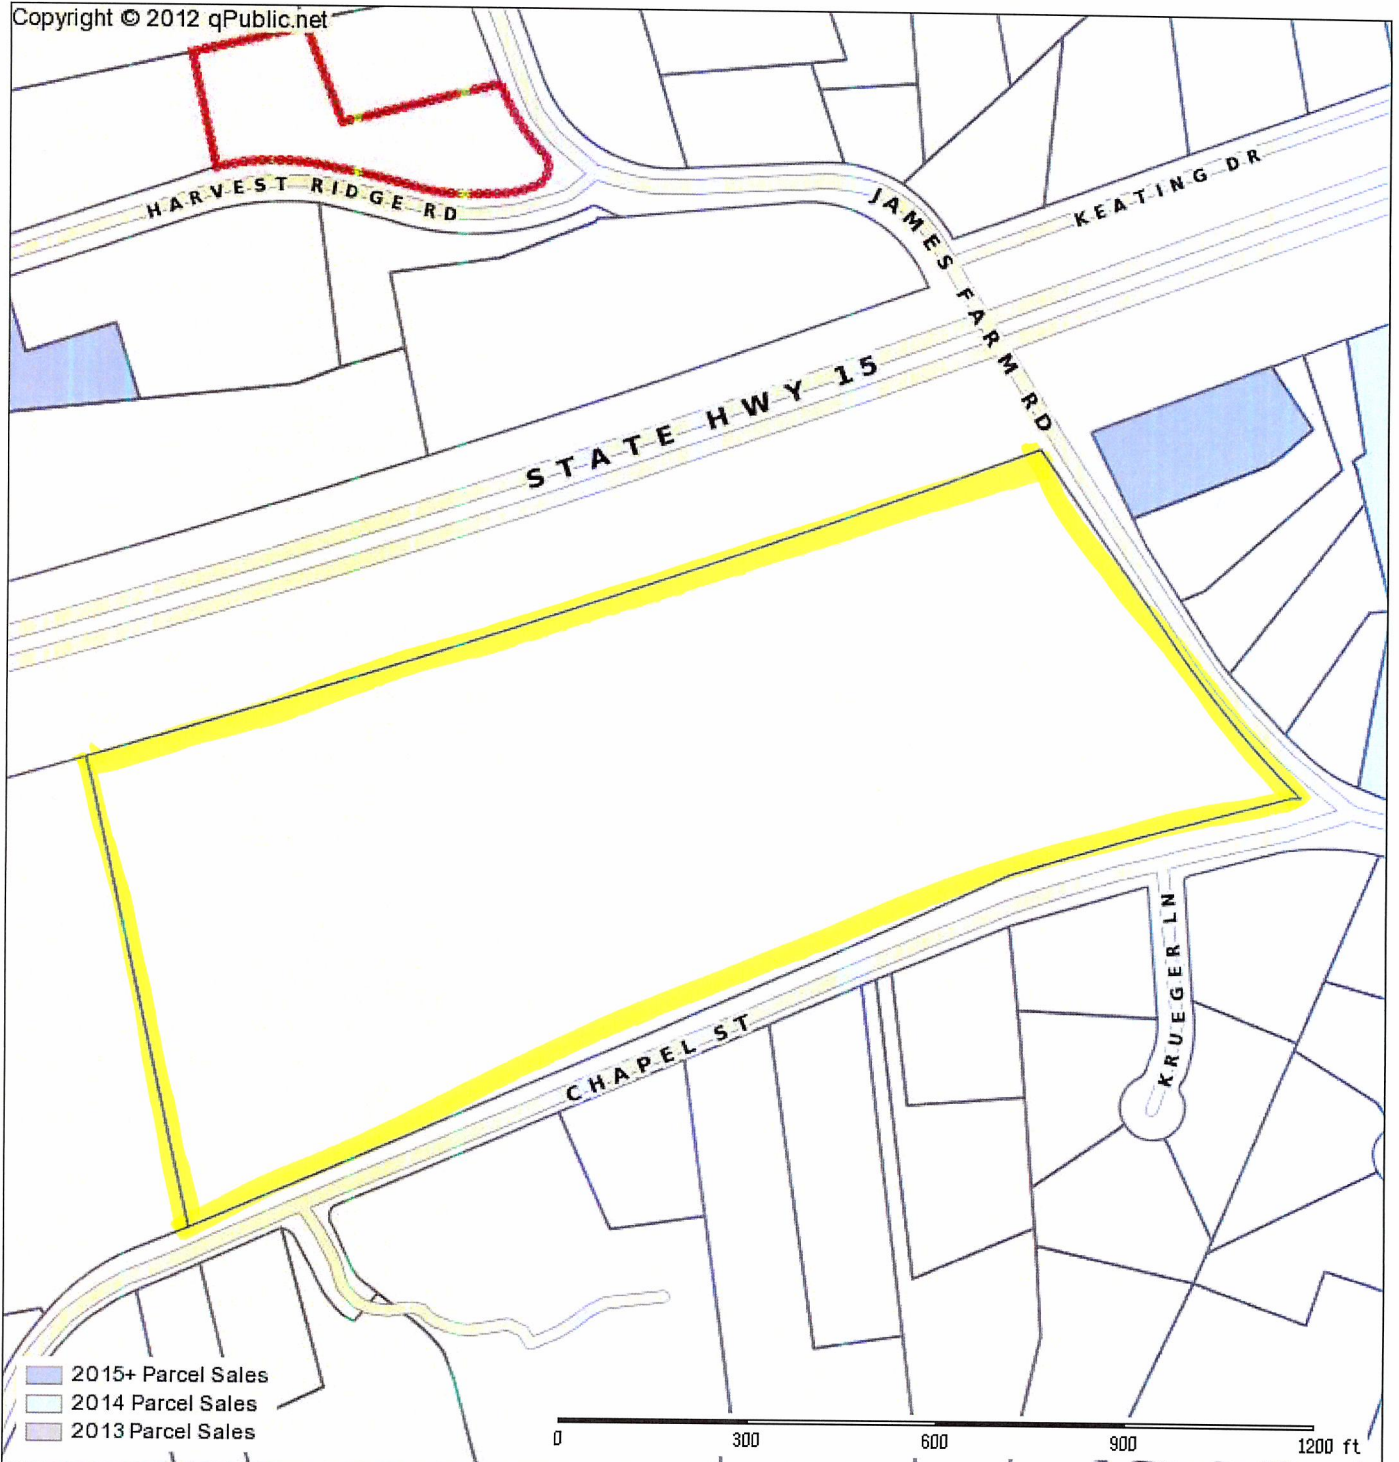 Copyright © 2012 qPublic.net
HARVEST RIDGE RD
JAMES FARM RD
KEATING DR
STATE HWY 15
CHAPEL ST
KRUEGER LN
2015+ Parcel Sales
2014 Parcel Sales
2013 Parcel Sales
0 300 600 900 1200 ft